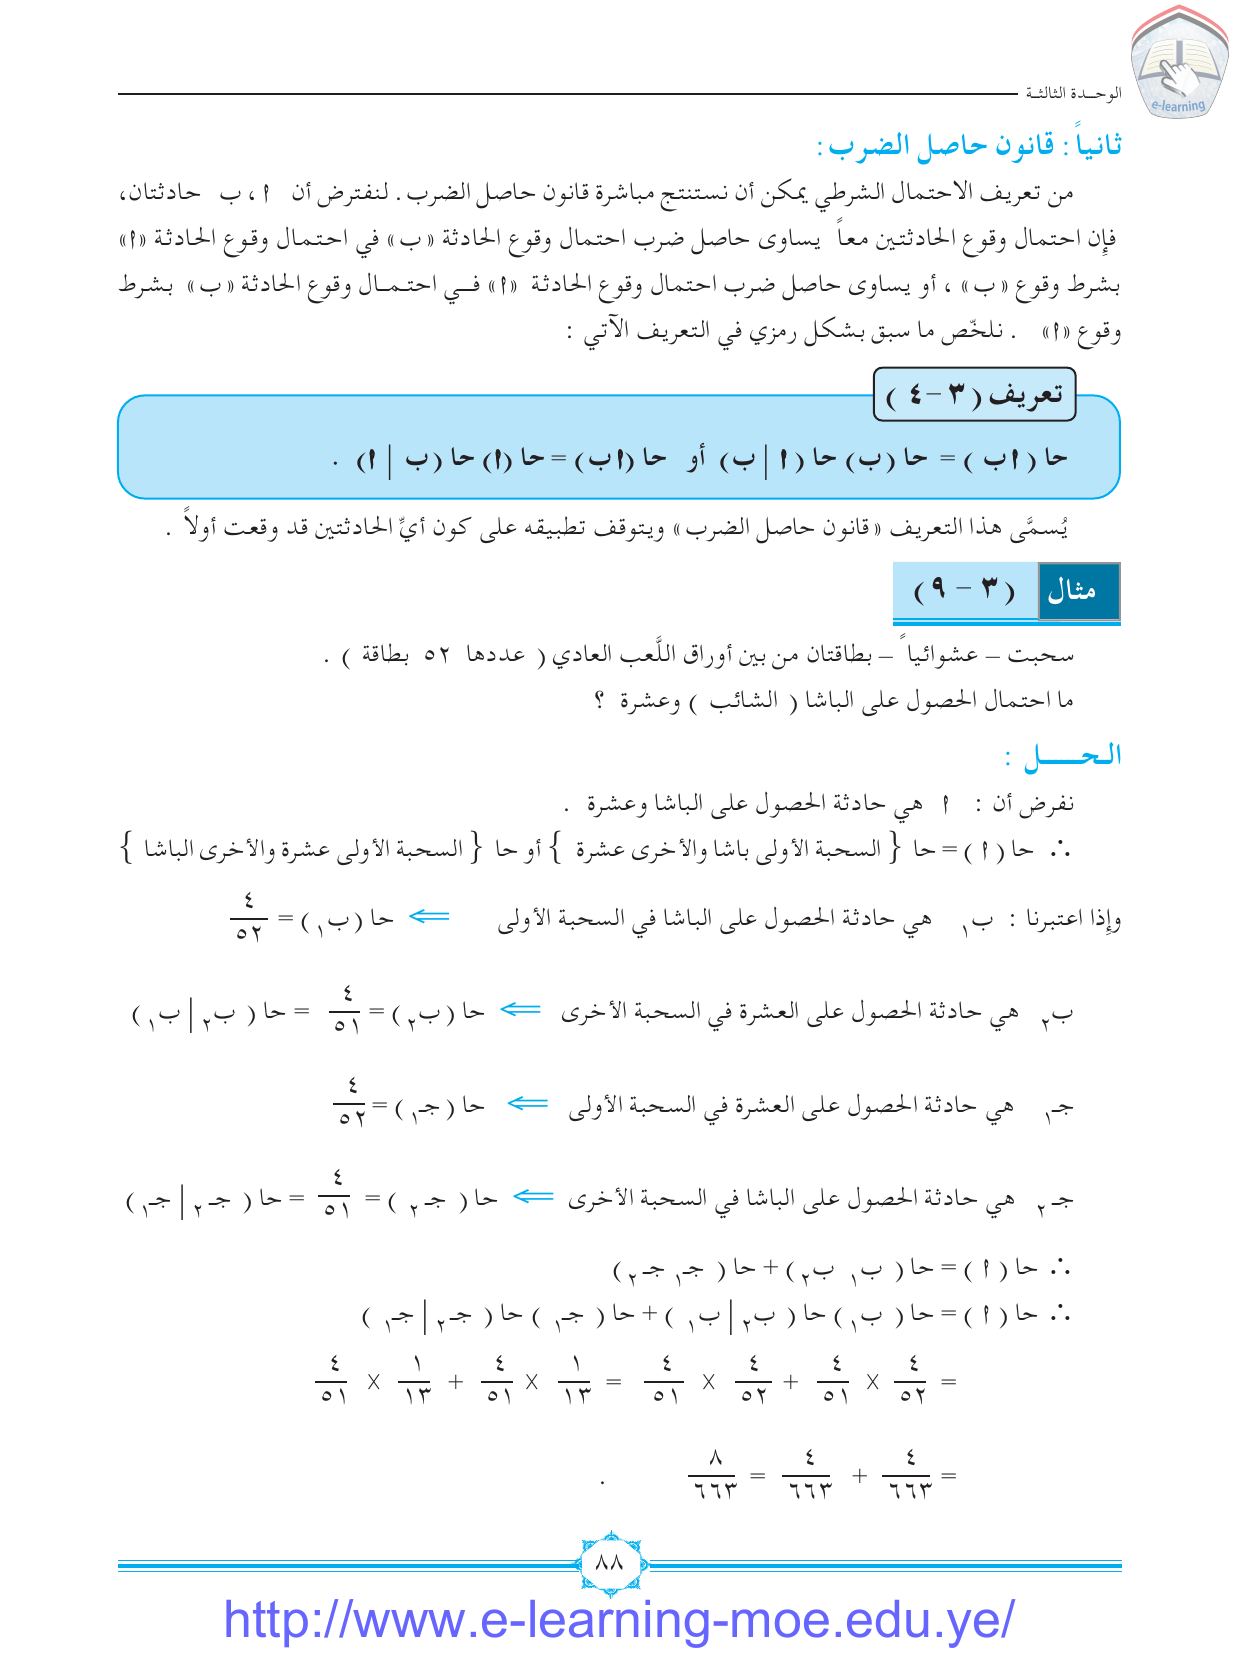 e-learning
الوحـدة الثالثـة
ثانياً : قانون حاصل الضرب :
من تعريف الاحتمال الشرطي يمكن أن نستنتج مباشرة قانون حاصل الضرب . لنفترض أن ا ، ب حادثتان،
فإن احتمال وقوع الحادثتين معاً يساوى حاصل ضرب احتمال وقوع الحادثة «ب» في احتمال وقوع الحادثة «ا»
بشرط وقوع «ب» ، أو يساوى حاصل ضرب احتمال وقوع الحادثة «ا» فـي احتمـال وقوع الحادثة «ب» بشرط
وقوع «ا» . نلخّص ما سبق بشكل رمزي في التعريف الآتي :
تعريف ( ٣ – ٤ )
حا ( اب ) = حا (ب) حا ( ا | ب) أو حا (اب) = حا (ا) حا (ب | ا) .
يُسمَّى هذا التعريف «قانون حاصل الضرب» ويتوقف تطبيقه على كون أيِّ الحادثتين قد وقعت أولاً .
مثال ( ٣ – ٩ )
سحبت – عشوائياً – بطاقتان من بين أوراق اللَّعب العادي ( عددها ٥٢ بطاقة ) .
ما احتمال الحصول على الباشا ( الشائب ) وعشرة ؟
الـحـــل :
نفرض أن : ا هي حادثة الحصول على الباشا وعشرة .
∴ حا ( ا ) = حا { السحبة الأولى باشا والأخرى عشرة } أو حا { السحبة الأولى عشرة والأخرى الباشا }
وإذا اعتبرنا : ب١ هي حادثة الحصول على الباشا في السحبة الأولى ⇐ حا (ب١) = ٤/٥٢
ب٢ هي حادثة الحصول على العشرة في السحبة الأخرى ⇐ حا (ب٢) = ٤/٥١ = حا ( ب٢ | ب١ )
جـ١ هي حادثة الحصول على العشرة في السحبة الأولى ⇐ حا (جـ١) = ٤/٥٢
جـ٢ هي حادثة الحصول على الباشا في السحبة الأخرى ⇐ حا ( جـ٢ ) = ٤/٥١ = حا ( جـ٢ | جـ١ )
∴ حا ( ا ) = حا ( ب١ ب٢ ) + حا ( جـ١ جـ٢ )
∴ حا ( ا ) = حا ( ب١ ) حا ( ب٢ | ب١ ) + حا ( جـ١ ) حا ( جـ٢ | جـ١ )
= ٤/٥٢ × ٤/٥١ + ٤/٥٢ × ٤/٥١ = ١/١٣ × ٤/٥١ + ١/١٣ × ٤/٥١
= ٤/٦٦٣ + ٤/٦٦٣ = ٨/٦٦٣ .
٨٨
http://www.e-learning-moe.edu.ye/